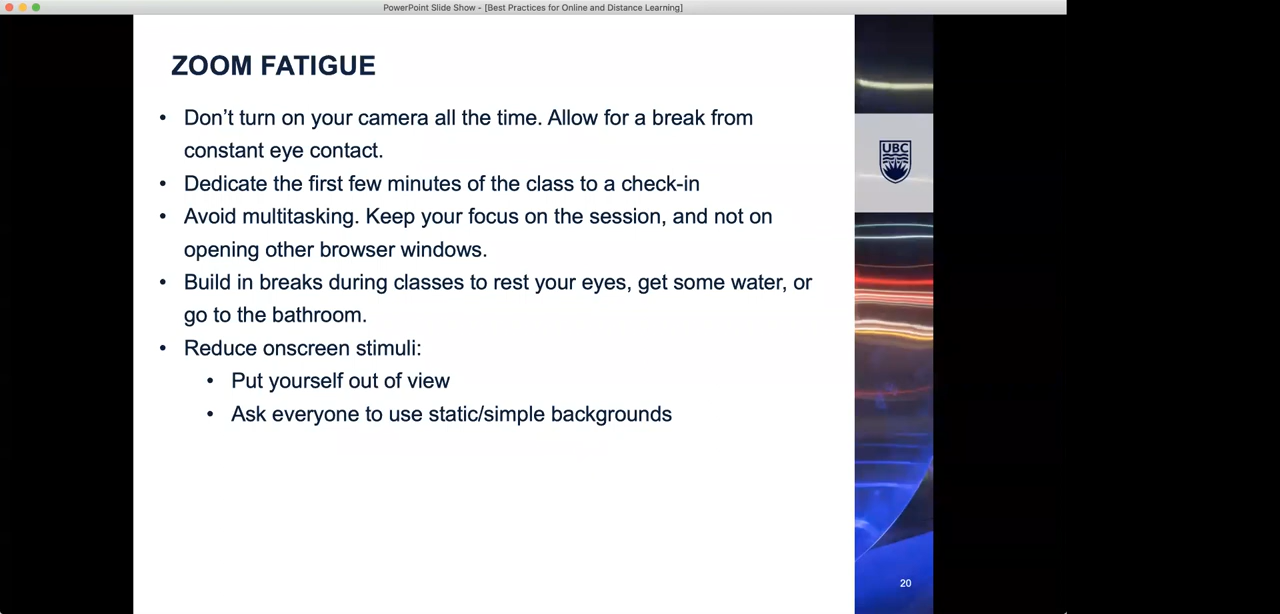 PowerPoint Slide Show - [Best Practices for Online and Distance Learning]
ZOOM FATIGUE
• Don’t turn on your camera all the time. Allow for a break from
constant eye contact.
• Dedicate the first few minutes of the class to a check-in
• Avoid multitasking. Keep your focus on the session, and not on
opening other browser windows.
• Build in breaks during classes to rest your eyes, get some water, or
go to the bathroom.
• Reduce onscreen stimuli:
• Put yourself out of view
• Ask everyone to use static/simple backgrounds
UBC
20